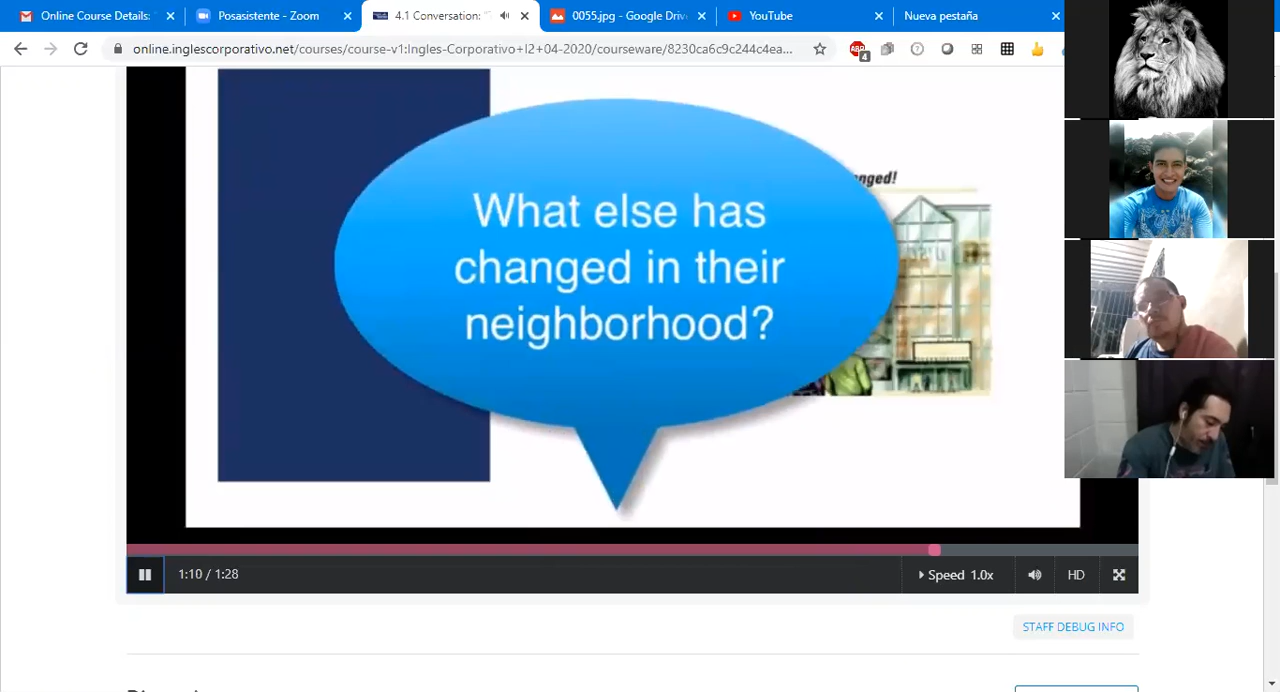 Online Course Details:
Posasistente - Zoom
4.1 Conversation: "
0055.jpg - Google Driv
YouTube
Nueva pestaña
online.inglescorporativo.net/courses/course-v1:Ingles-Corporativo+I2+04-2020/courseware/8230ca6c9c244c4ea...
ABP
4
nged!
What else has
changed in their
neighborhood?
1:10 / 1:28
Speed 1.0x
HD
STAFF DEBUG INFO